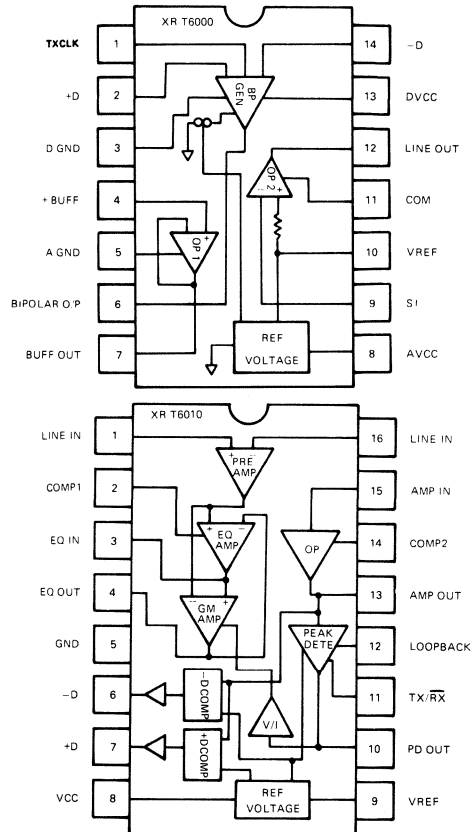 XR T6000
TXCLK 1
14 -D
+D 2
BP GEN
13 DVCC
D GND 3
12 LINE OUT
OP 2
+ -
+ BUFF 4
11 COM
+
OP 1
-
A GND 5
10 VREF
BIPOLAR O/P 6
9 S1
REF VOLTAGE
BUFF OUT 7
8 AVCC
XR T6010
LINE IN 1
16 LINE IN
+ -
PRE AMP
COMP1 2
15 AMP IN
+ -
EQ AMP
EQ IN 3
OP
14 COMP2
EQ OUT 4
- +
GM AMP
13 AMP OUT
PEAK DETE
GND 5
12 LOOPBACK
-D 6
-DCOMP
11 TX/RX
V/I
+D 7
+DCOMP
10 PD OUT
VCC 8
REF VOLTAGE
9 VREF